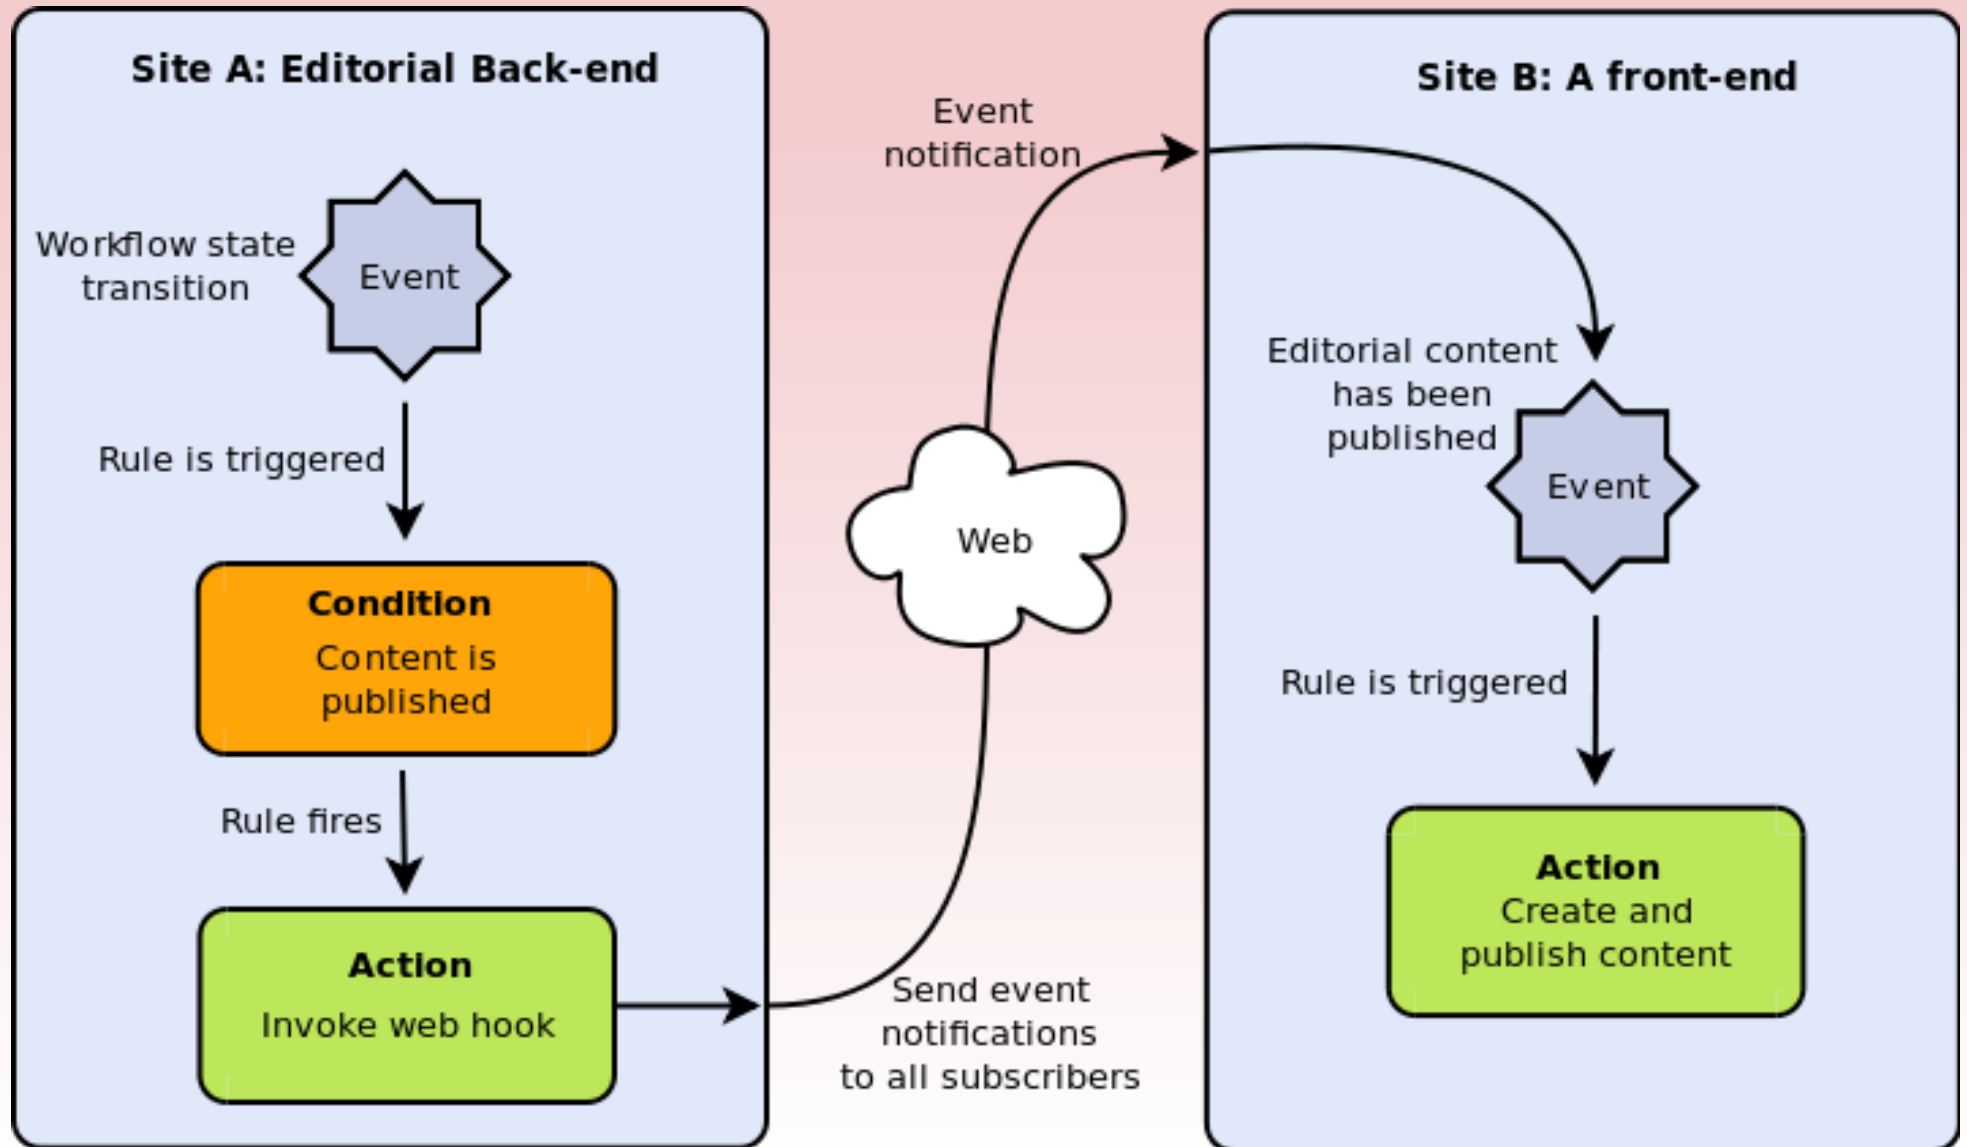 Site A: Editorial Back-end
Workflow state
transition
Event
Rule is triggered
Condition
Content is
published
Rule fires
Action
Invoke web hook
Send event
notifications
to all subscribers
Web
Event
notification
Site B: A front-end
Editorial content
has been
published
Event
Rule is triggered
Action
Create and
publish content